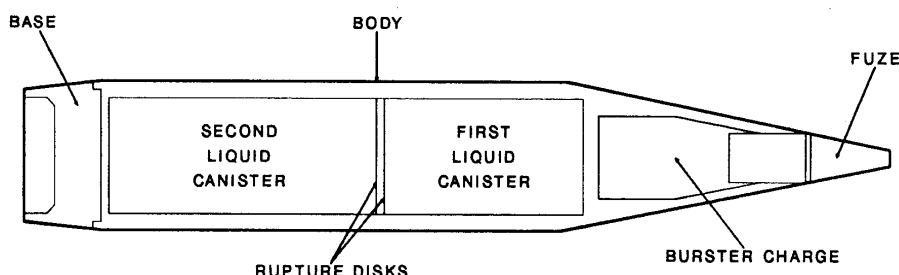 BASE
BODY
FUZE
SECOND
LIQUID
CANISTER
FIRST
LIQUID
CANISTER
BURSTER CHARGE
RUPTURE DISKS